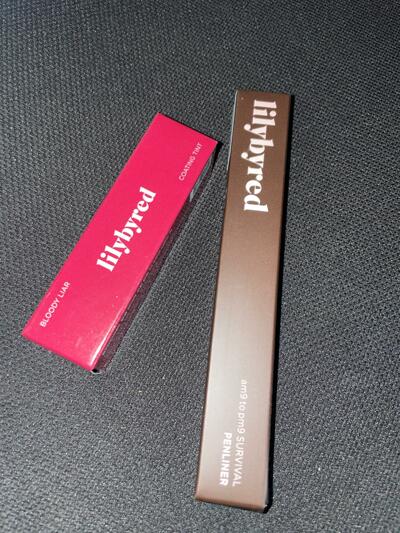 BLOODY LIAR
lilybyred
COATING TINT
lilybyred
am9 to pm9 SURVIVAL
PENLINER